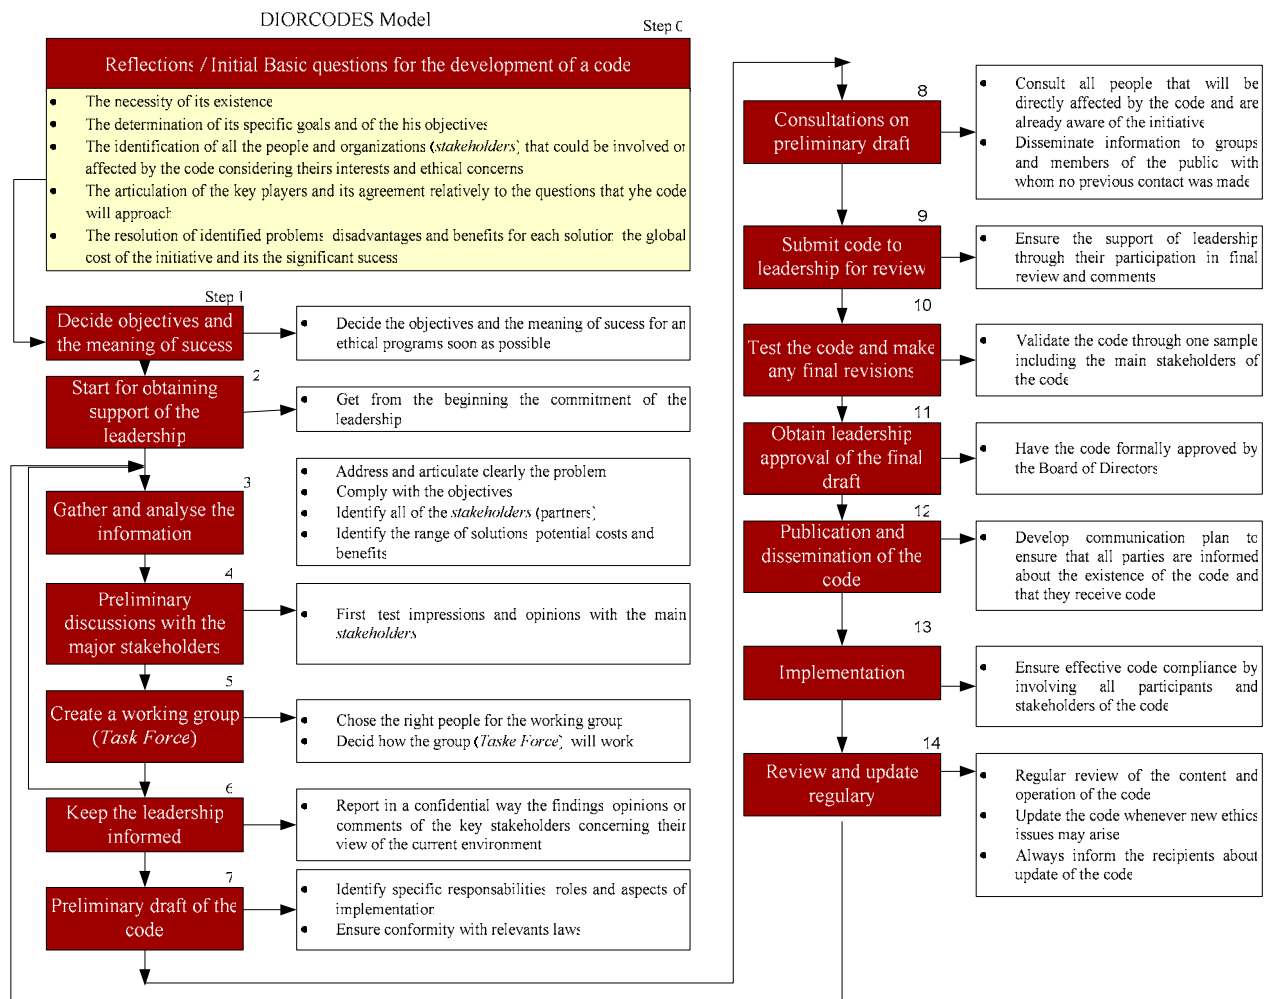 DIORCODES Model
Step 0
Reflections / Initial Basic questions for the development of a code
• The necessity of its existence
• The determination of its specific goals and of the his objectives
• The identification of all the people and organizations (stakeholders) that could be involved or
affected by the code considering theirs interests and ethical concerns
• The articulation of the key players and its agreement relatively to the questions that yhe code
will approach
• The resolution of identified problems disadvantages and benefits for each solution the global
cost of the initiative and its the significant sucess
Step 1
Decide objectives and
the meaning of sucess
• Decide the objectives and the meaning of sucess for an
ethical programs soon as possible
2
Start for obtaining
support of the
leadership
• Get from the beginning the commitment of the
leadership
3
Gather and analyse the
information
• Address and articulate clearly the problem
• Comply with the objectives
• Identify all of the stakeholders (partners)
• Identify the range of solutions potential costs and
benefits
4
Preliminary
discussions with the
major stakeholders
• First test impressions and opinions with the main
stakeholders
5
Create a working group
(Task Force)
• Chose the right people for the working group
• Decid how the group (Taske Force) will work
6
Keep the leadership
informed
• Report in a confidential way the findings opinions or
comments of the key stakeholders concerning their
view of the current environment
7
Preliminary draft of the
code
• Identify specific responsabilities roles and aspects of
implementation
• Ensure conformity with relevants laws
8
Consultations on
preliminary draft
• Consult all people that will be
directly affected by the code and are
already aware of the initiative
• Disseminate information to groups
and members of the public with
whom no previous contact was made
9
Submit code to
leadership for review
• Ensure the support of leadership
through their participation in final
review and comments
10
Test the code and make
any final revisions
• Validate the code through one sample
including the main stakeholders of
the code
11
Obtain leadership
approval of the final
draft
• Have the code formally approved by
the Board of Directors
12
Publication and
dissemination of the
code
• Develop communication plan to
ensure that all parties are informed
about the existence of the code and
that they receive code
13
Implementation
• Ensure effective code compliance by
involving all participants and
stakeholders of the code
14
Review and update
regulary
• Regular review of the content and
operation of the code
• Update the code whenever new ethics
issues may arise
• Always inform the recipients about
update of the code